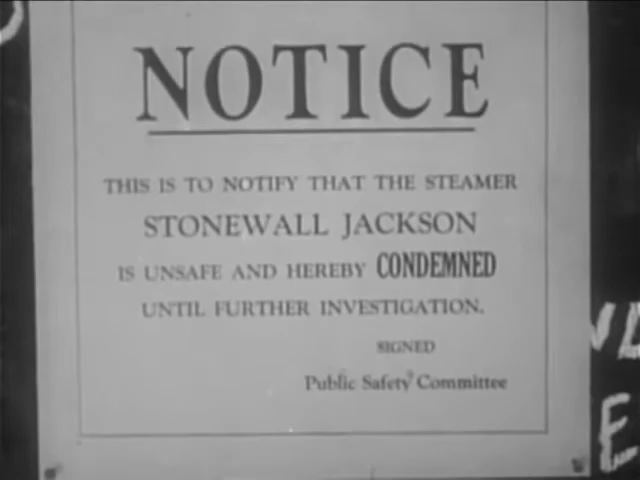 NOTICE
THIS IS TO NOTIFY THAT THE STEAMER
STONEWALL JACKSON
IS UNSAFE AND HEREBY CONDEMNED
UNTIL FURTHER INVESTIGATION.
SIGNED
Public Safety Committee
E